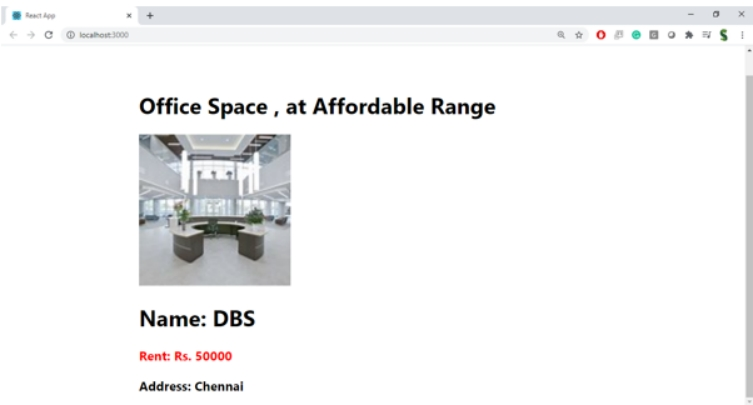 React App
localhost:3000
Office Space , at Affordable Range
Name: DBS
Rent: Rs. 50000
Address: Chennai